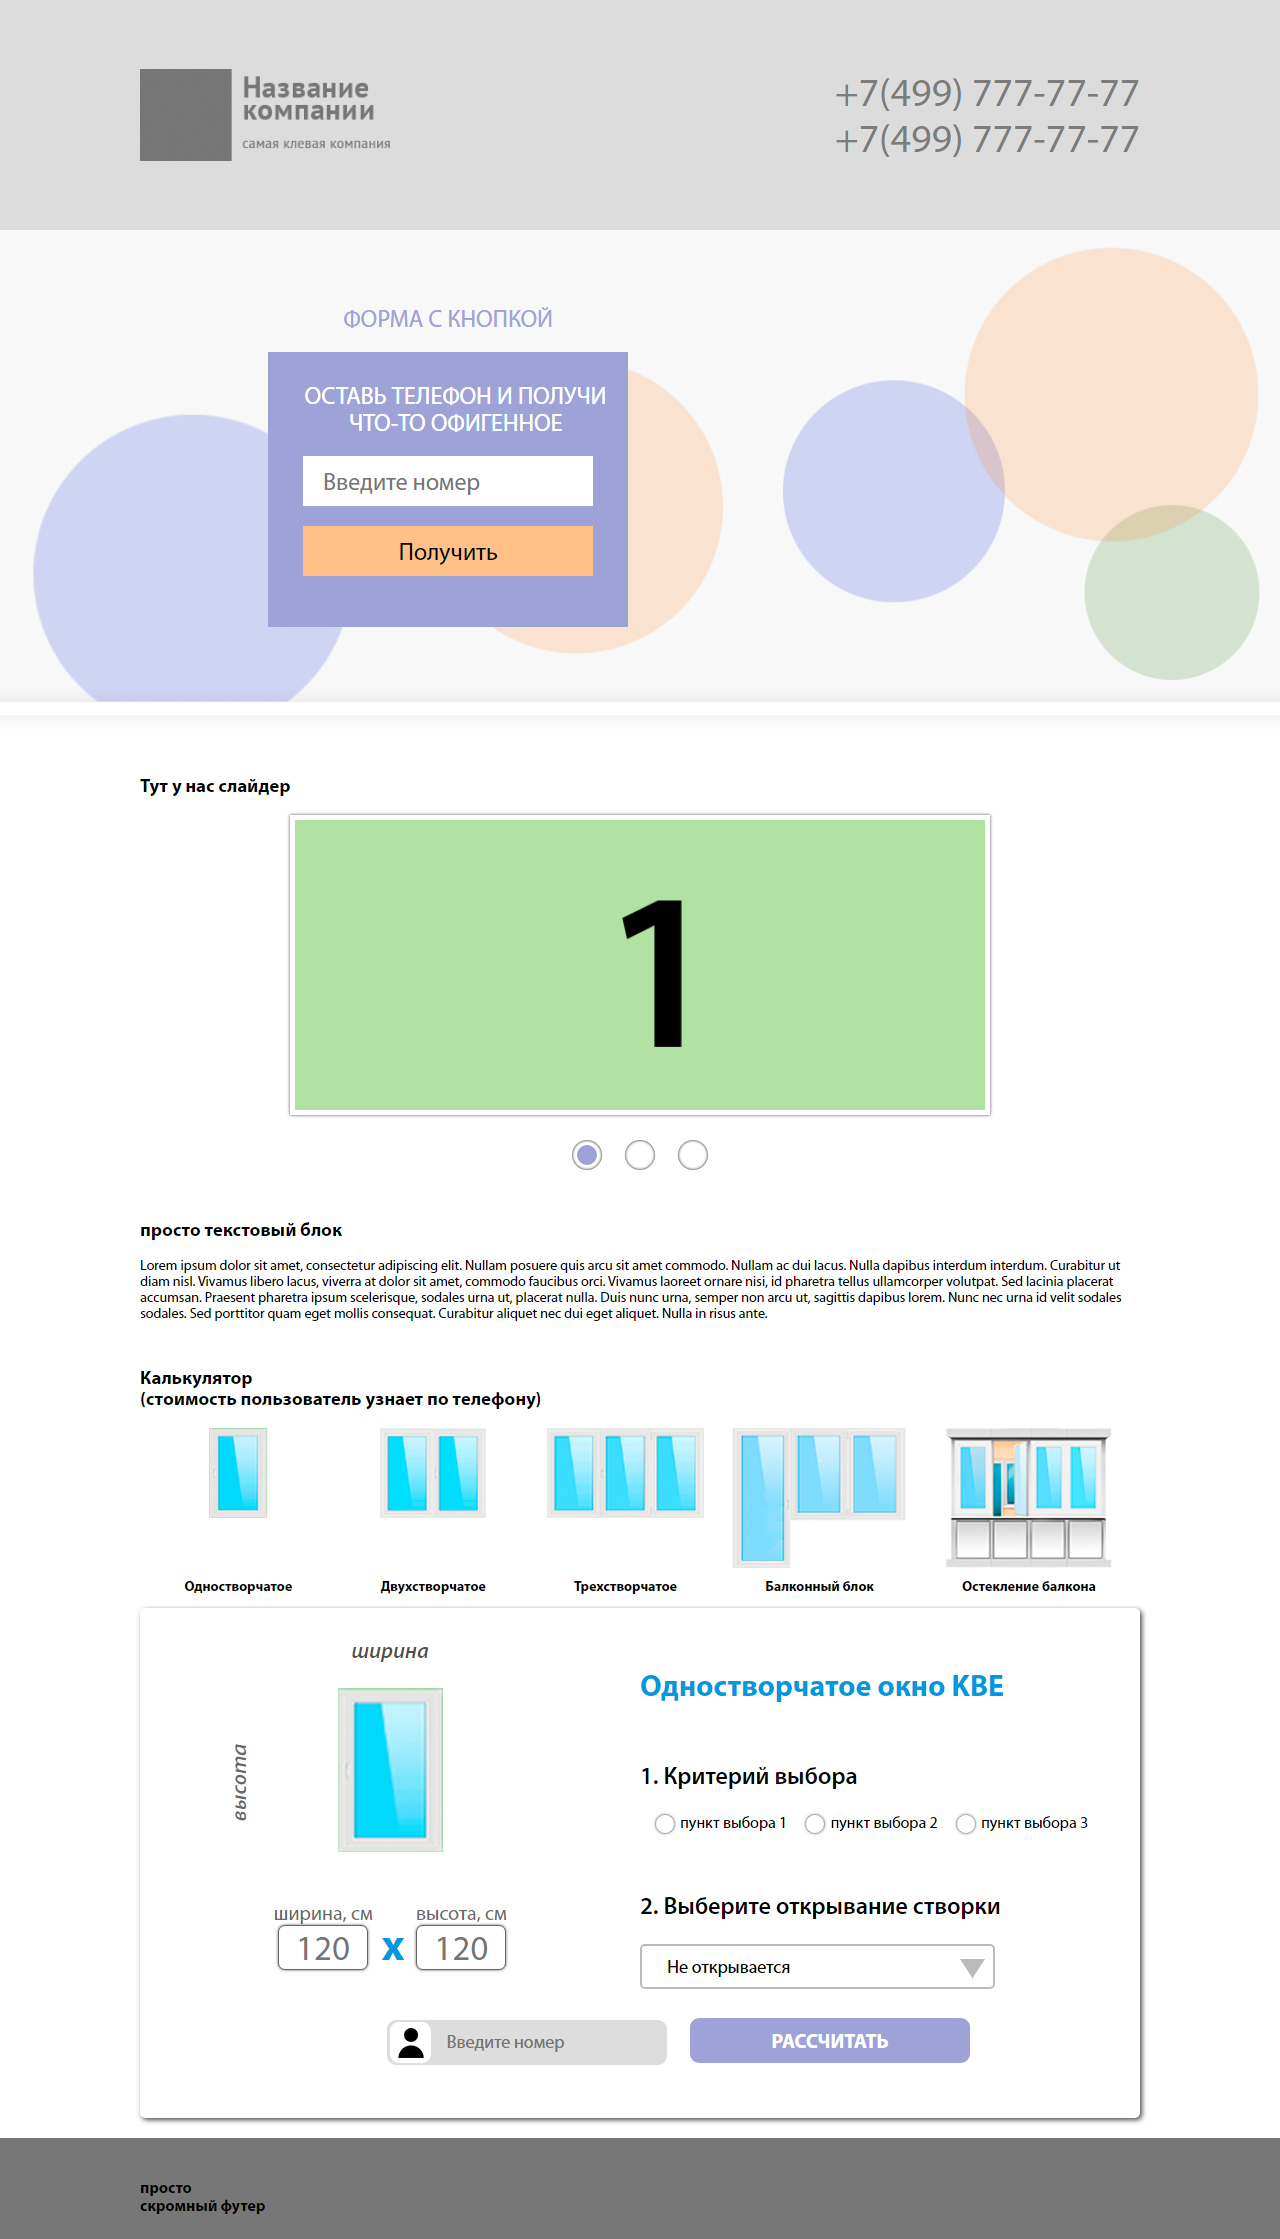 Название
компании
самая клевая компания
+7(499) 777-77-77
+7(499) 777-77-77
ФОРМА С КНОПКОЙ
ОСТАВЬ ТЕЛЕФОН И ПОЛУЧИ
ЧТО-ТО ОФИГЕННОЕ
Введите номер
Получить
Тут у нас слайдер
1
просто текстовый блок
Lorem ipsum dolor sit amet, consectetur adipiscing elit. Nullam posuere quis arcu sit amet commodo. Nullam ac dui lacus. Nulla dapibus interdum interdum. Curabitur ut
diam nisl. Vivamus libero lacus, viverra at dolor sit amet, commodo faucibus orci. Vivamus laoreet ornare nisi, id pharetra tellus ullamcorper volutpat. Sed lacinia placerat
accumsan. Praesent pharetra ipsum scelerisque, sodales urna ut, placerat nulla. Duis nunc urna, semper non arcu ut, sagittis dapibus lorem. Nunc nec urna id velit sodales
sodales. Sed porttitor quam eget mollis consequat. Curabitur aliquet nec dui eget aliquet. Nulla in risus ante.
Калькулятор
(стоимость пользователь узнает по телефону)
Одностворчатое
Двухстворчатое
Трехстворчатое
Балконный блок
Остекление балкона
ширина
высота
ширина, см
высота, см
120 x 120
Одностворчатое окно КВЕ
1. Критерий выбора
пункт выбора 1
пункт выбора 2
пункт выбора 3
2. Выберите открывание створки
Не открывается
Введите номер
РАССЧИТАТЬ
просто
скромный футер